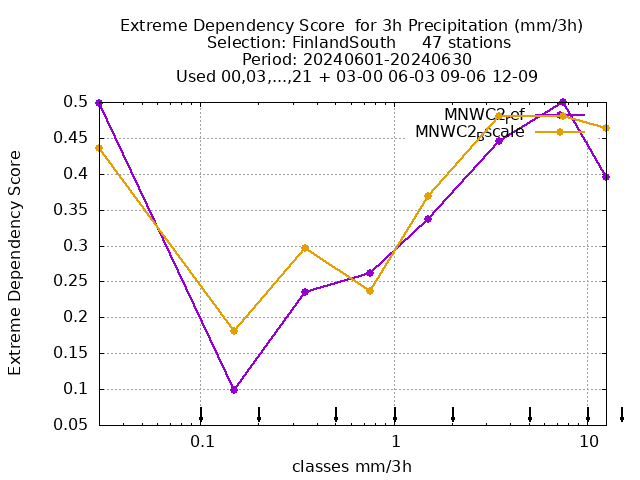 Extreme Dependency Score  for 3h Precipitation (mm/3h)
Selection: FinlandSouth     47 stations
Period: 20240601-20240630
Used 00,03,...,21 + 03-00 06-03 09-06 12-09
MNWC2_ef
MNWC2_scale
0.5
0.45
0.4
0.35
0.3
0.25
0.2
0.15
0.1
0.05
Extreme Dependency Score
0.1 1 10
classes mm/3h